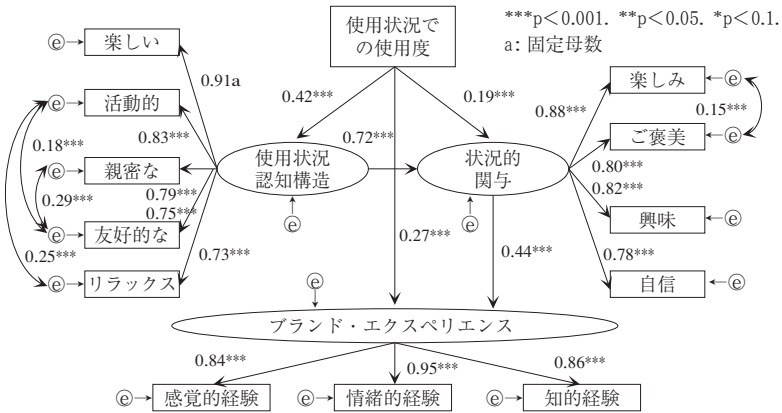 使用状況で
の使用度
***p<0.001. **p<0.05. *p<0.1.
a: 固定母数
e
楽しい
0.91a
e
活動的
0.83***
0.18***
e
親密な
0.79***
0.29***
0.75***
e
友好的な
0.25***
0.73***
e
リラックス
0.42***
0.19***
使用状況
認知構造
e
0.72***
状況的
関与
e
0.88***
楽しみ
e
0.15***
ご褒美
e
0.80***
0.82***
興味
e
0.78***
自信
e
0.27***
0.44***
e
ブランド・エクスペリエンス
0.84***
0.95***
0.86***
e
感覚的経験
e
情緒的経験
e
知的経験